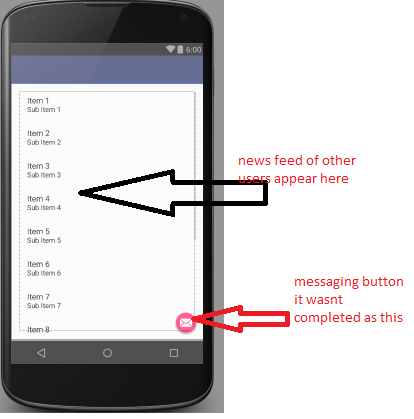 6:00
Item 1
Sub Item 1
Item 2
Sub Item 2
Item 3
Sub Item 3
Item 4
Sub Item 4
Item 5
Sub Item 5
Item 6
Sub Item 6
Item 7
Sub Item 7
Item 8
news feed of other
users appear here
messaging button
it wasnt
completed as this